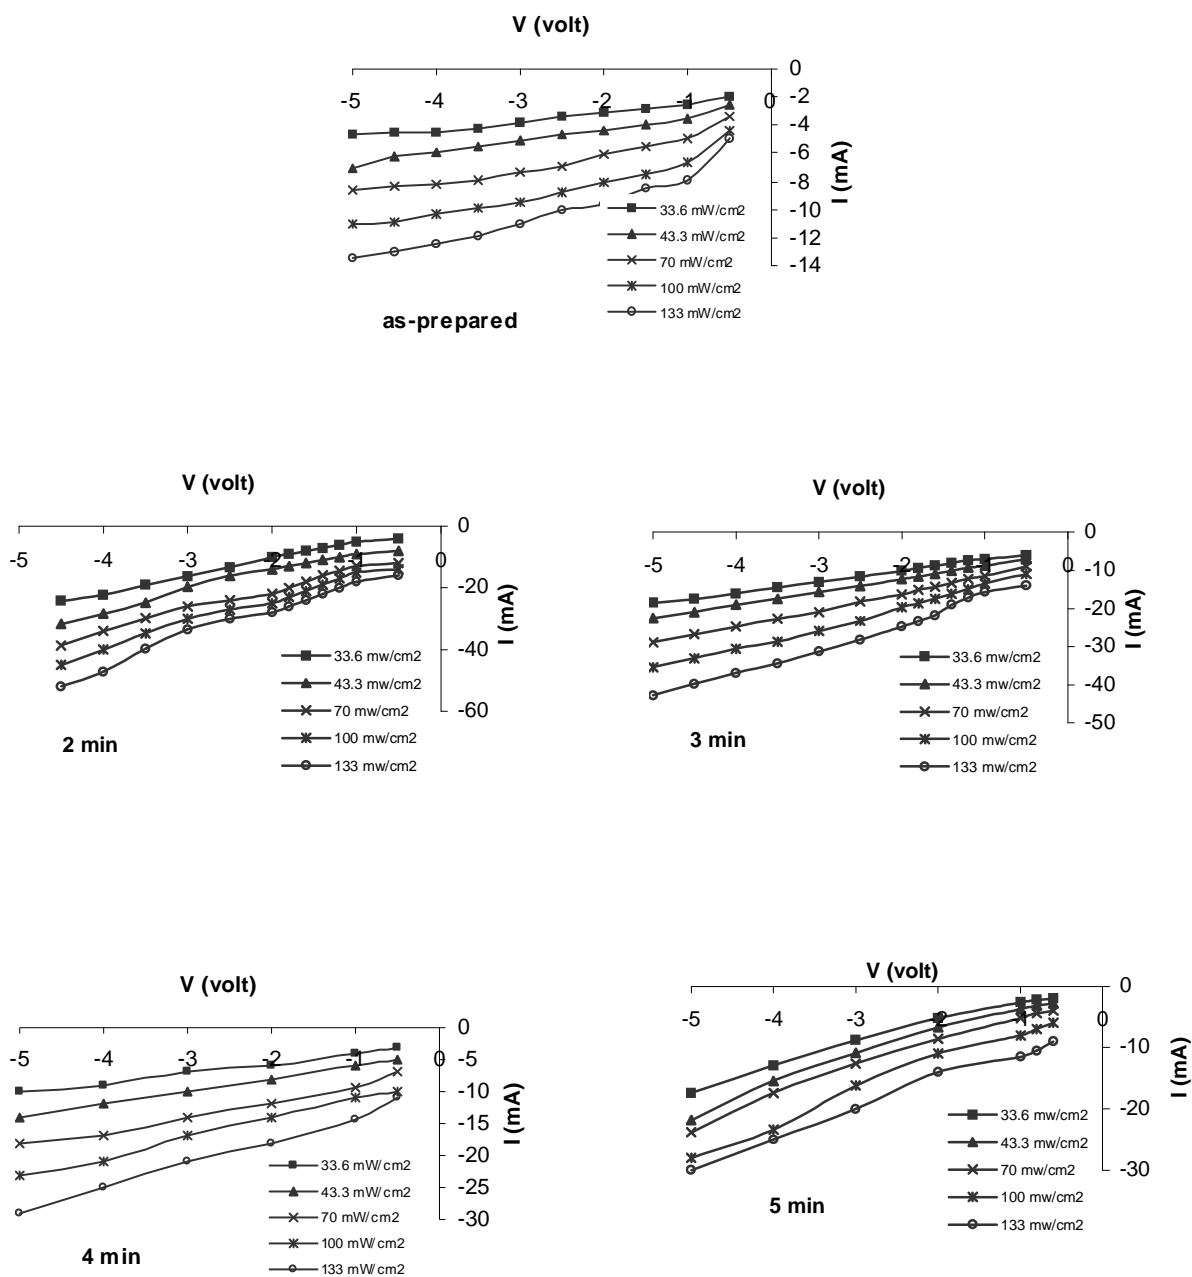 V (volt)
0
-5 -4 -3 -2 -1 0
-2
-4
-6
-8
-10
-12
-14
I (mA)
33.6 mW/cm2
43.3 mW/cm2
70 mW/cm2
100 mW/cm2
133 mW/cm2
as-prepared
V (volt)
0
-5 -4 -3 -2 -1 0
-20
-40
-60
I (mA)
33.6 mw/cm2
43.3 mw/cm2
70 mw/cm2
100 mw/cm2
133 mw/cm2
2 min
V (volt)
0
-5 -4 -3 -2 -1 0
-10
-20
-30
-40
-50
I (mA)
33.6 mw/cm2
43.3 mw/cm2
70 mw/cm2
100 mw/cm2
133 mw/cm2
3 min
V (volt)
0
-5 -4 -3 -2 -1 0
-5
-10
-15
-20
-25
-30
I (mA)
33.6 mW/cm2
43.3 mW/cm2
70 mW/cm2
100 mW/cm2
133 mW/cm2
4 min
V (volt)
0
-5 -4 -3 -2 -1 0
-10
-20
-30
I (mA)
33.6 mw/cm2
43.3 mw/cm2
70 mw/cm2
100 mw/cm2
133 mw/cm2
5 min